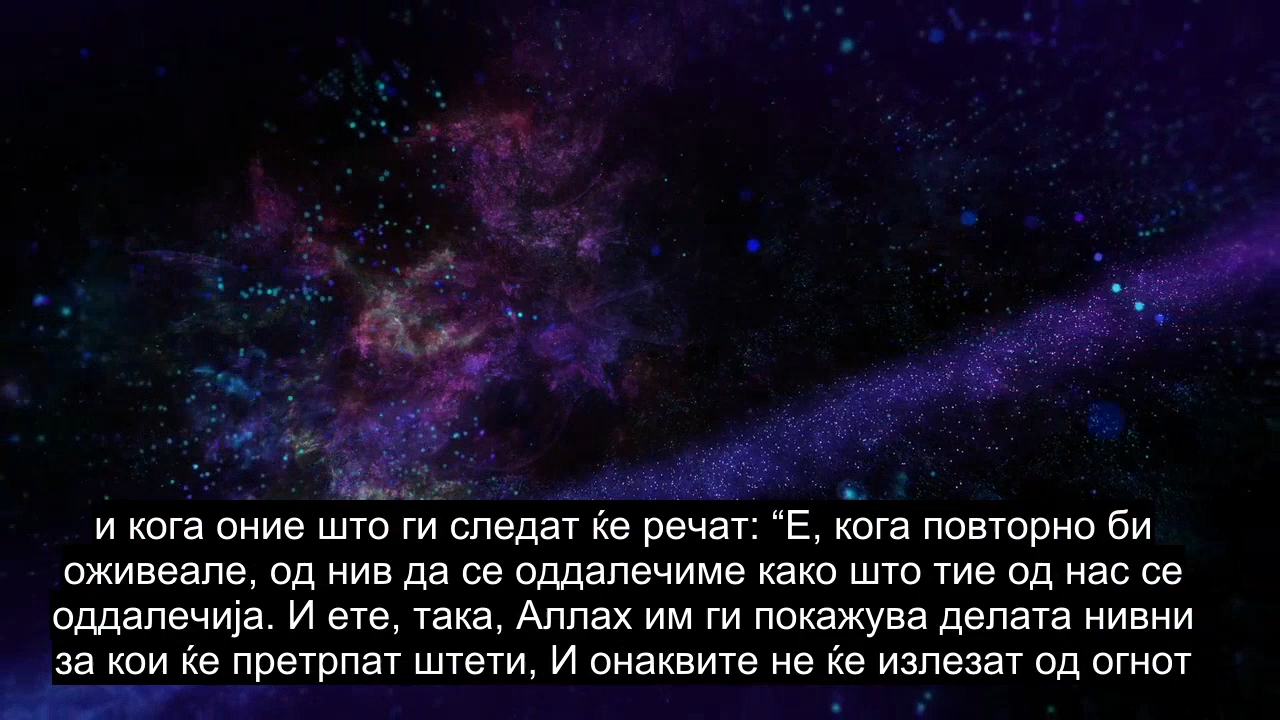 и кога оние што ги следат ќе речат: “Е, кога повторно би
оживеале, од нив да се оддалечиме како што тие од нас се
оддалечија. И ете, така, Аллах им ги покажува делата нивни
за кои ќе претрпат штети, И онаквите не ќе излезат од огнот